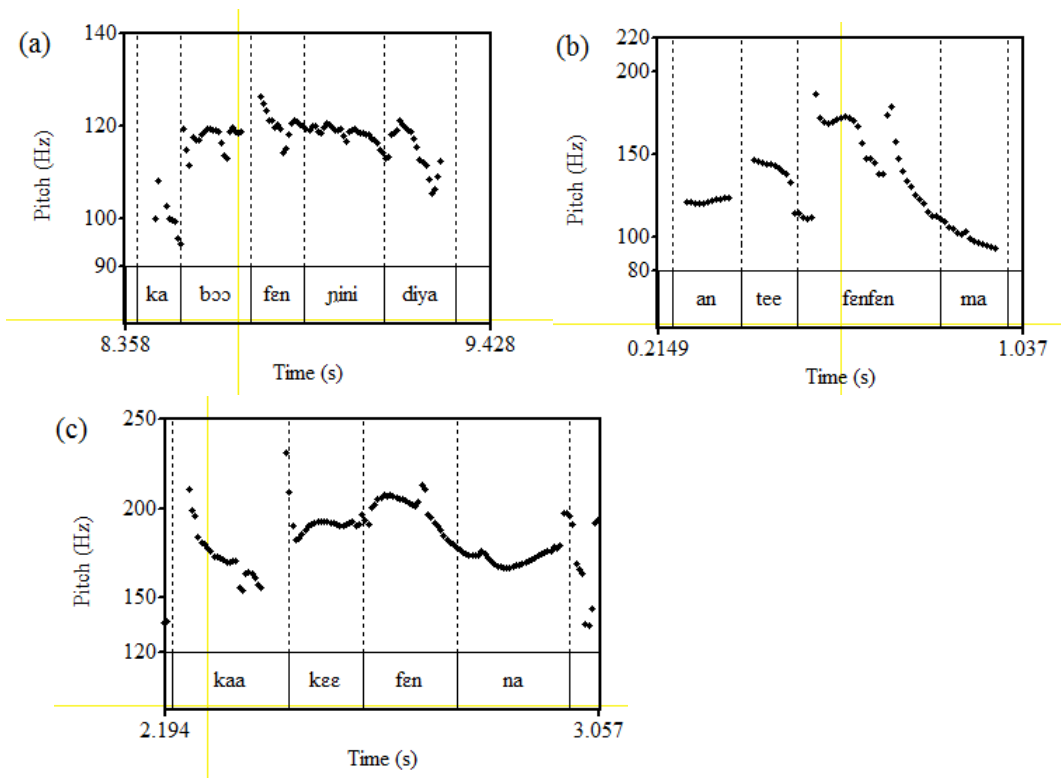 (a)
140
120
100
90
Pitch (Hz)
ka bɔɔ fɛn ɲini diya
8.358 9.428
Time (s)
(b)
220
200
150
100
80
Pitch (Hz)
an tee fɛnfɛn ma
0.2149 1.037
Time (s)
(c)
250
200
150
120
Pitch (Hz)
kaa kɛɛ fɛn na
2.194 3.057
Time (s)